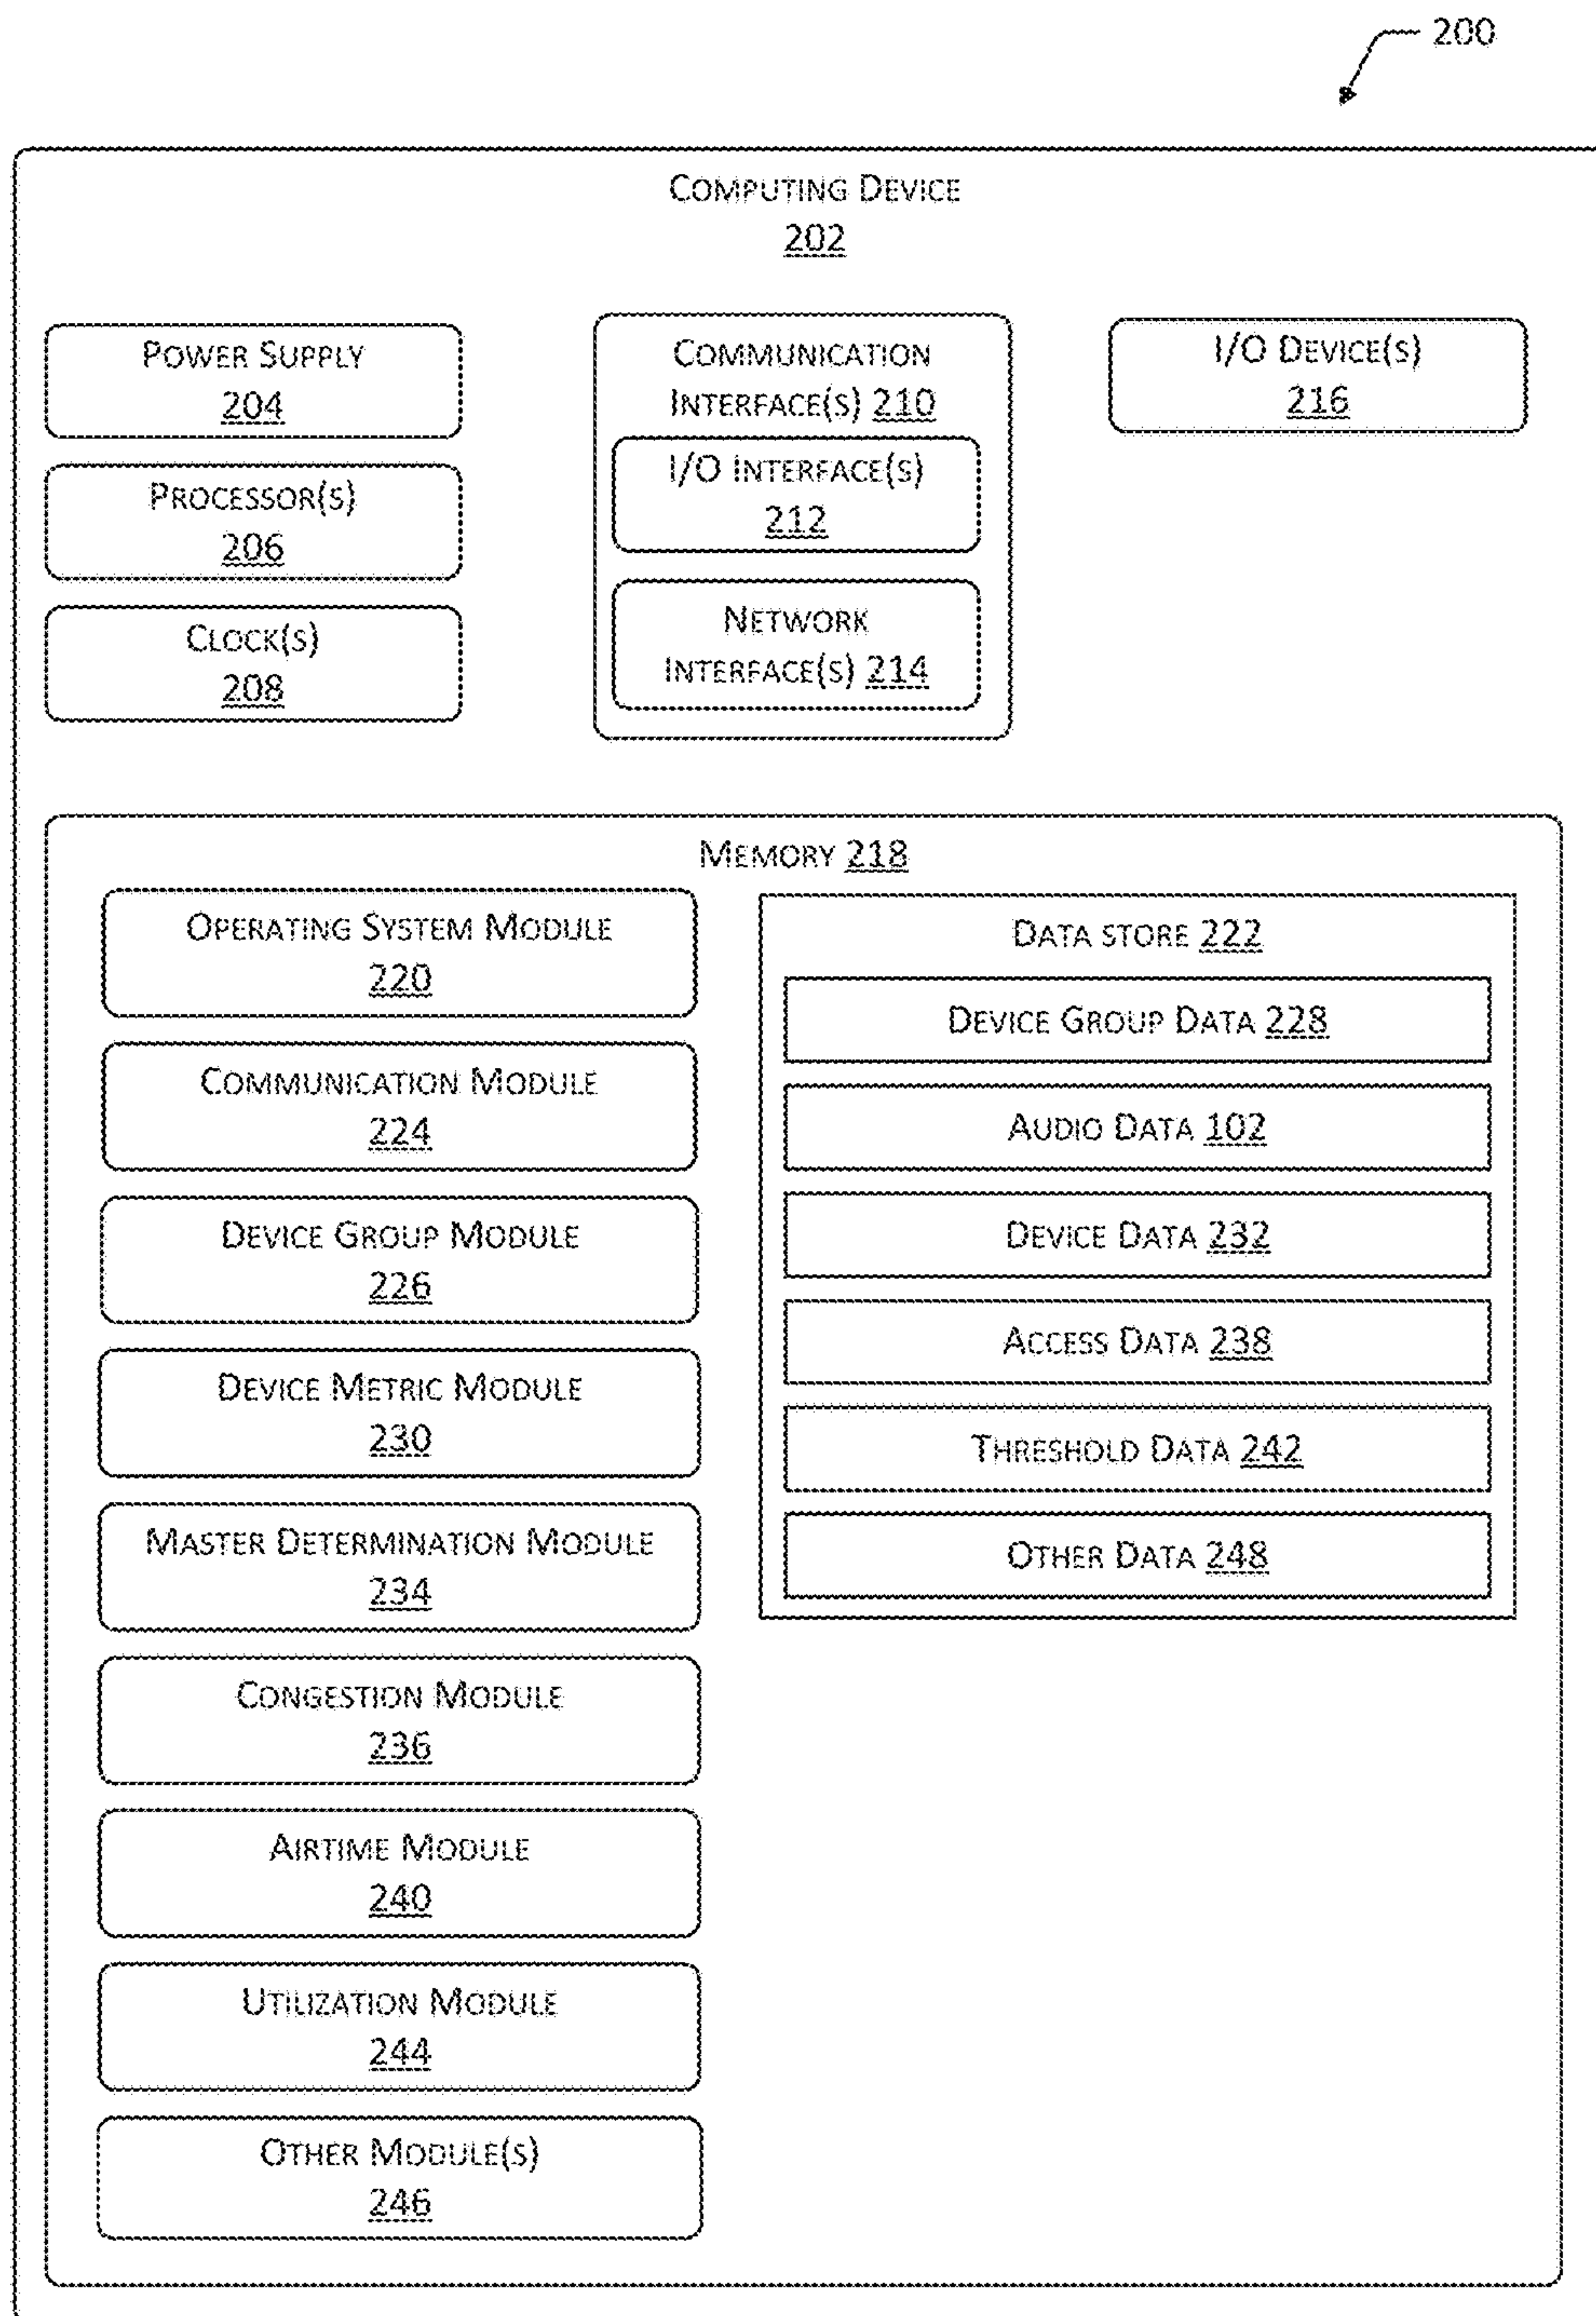 200
COMPUTING DEVICE
202
POWER SUPPLY
204
PROCESSOR(S)
206
CLOCK(S)
208
COMMUNICATION
INTERFACE(S) 210
I/O INTERFACE(S)
212
NETWORK
INTERFACE(S) 214
I/O DEVICE(S)
216
MEMORY 218
OPERATING SYSTEM MODULE
220
COMMUNICATION MODULE
224
DEVICE GROUP MODULE
226
DEVICE METRIC MODULE
230
MASTER DETERMINATION MODULE
234
CONGESTION MODULE
236
AIRTIME MODULE
240
UTILIZATION MODULE
244
OTHER MODULE(S)
246
DATA STORE 222
DEVICE GROUP DATA 228
AUDIO DATA 102
DEVICE DATA 232
ACCESS DATA 238
THRESHOLD DATA 242
OTHER DATA 248